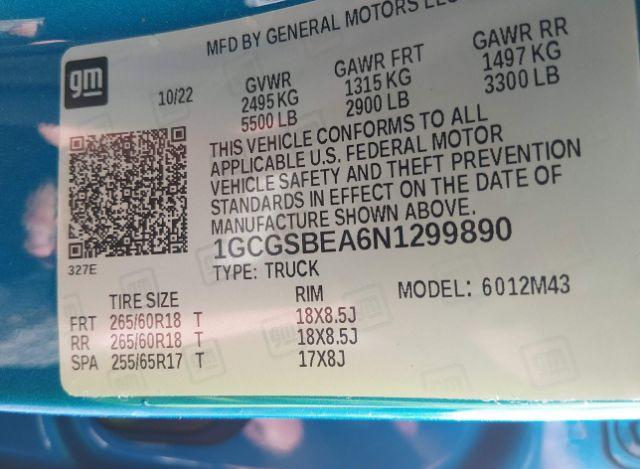 MFD BY GENERAL MOTORS LLC
gm
10/22
GVWR GAWR FRT GAWR RR
2495 KG 1315 KG 1497 KG
5500 LB 2900 LB 3300 LB
THIS VEHICLE CONFORMS TO ALL
APPLICABLE U.S. FEDERAL MOTOR
VEHICLE SAFETY AND THEFT PREVENTION
STANDARDS IN EFFECT ON THE DATE OF
MANUFACTURE SHOWN ABOVE.
327E
1GCGSBEA6N1299890
TYPE: TRUCK MODEL: 6012M43
TIRE SIZE RIM
FRT 265/60R18 T 18X8.5J
RR 265/60R18 T 18X8.5J
SPA 255/65R17 T 17X8J